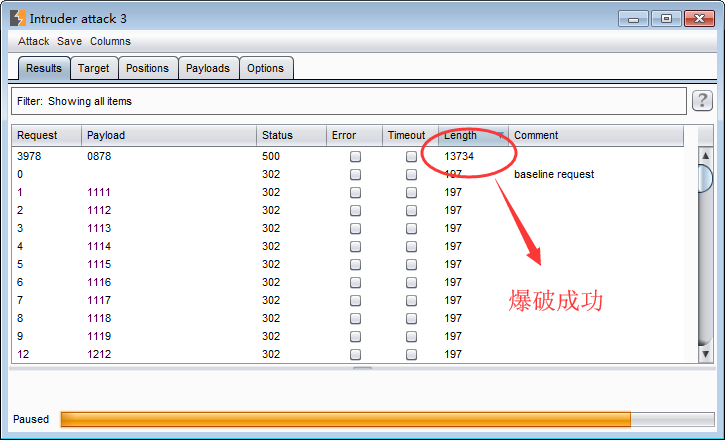 Intruder attack 3
Attack Save Columns
Results Target Positions Payloads Options
Filter: Showing all items ?
Request Payload Status Error Timeout Length Comment
3978 0878 500 13734
0 302 197 baseline request
1 1111 302 197
2 1112 302 197
3 1113 302 197
4 1114 302 197
5 1115 302 197
6 1116 302 197
7 1117 302 197
8 1118 302 197
9 1119 302 197
12 1212 302 197
爆破成功
Paused